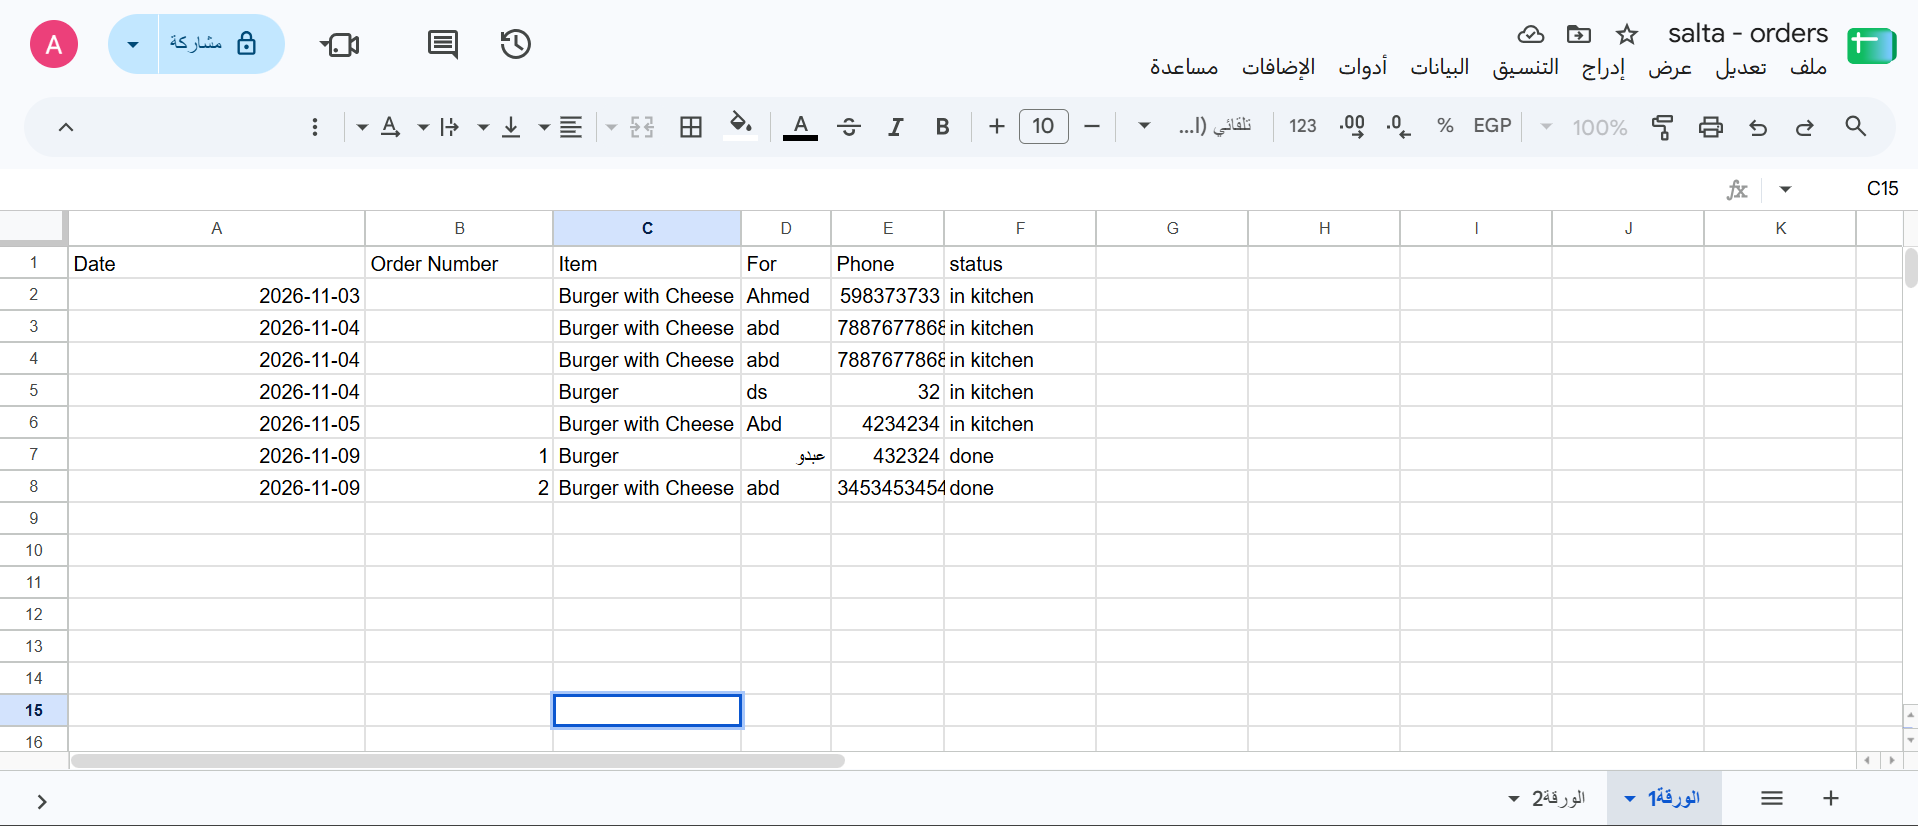 salta - orders
ملف تعديل عرض إدراج التنسيق البيانات أدوات الإضافات مساعدة
مشاركة
A
100% EGP % .0 .00 123 تلقائي (ا... 10 B I A A
C15 fx
A B C D E F G H I J K
1 Date Order Number Item For Phone status
2 2026-11-03 Burger with Cheese Ahmed 598373733 in kitchen
3 2026-11-04 Burger with Cheese abd 7887677868 in kitchen
4 2026-11-04 Burger with Cheese abd 7887677868 in kitchen
5 2026-11-04 Burger ds 32 in kitchen
6 2026-11-05 Burger with Cheese Abd 4234234 in kitchen
7 2026-11-09 1 Burger عبدو 432324 done
8 2026-11-09 2 Burger with Cheese abd 3453453454 done
9
10
11
12
13
14
15
16
الورقة1 الورقة2